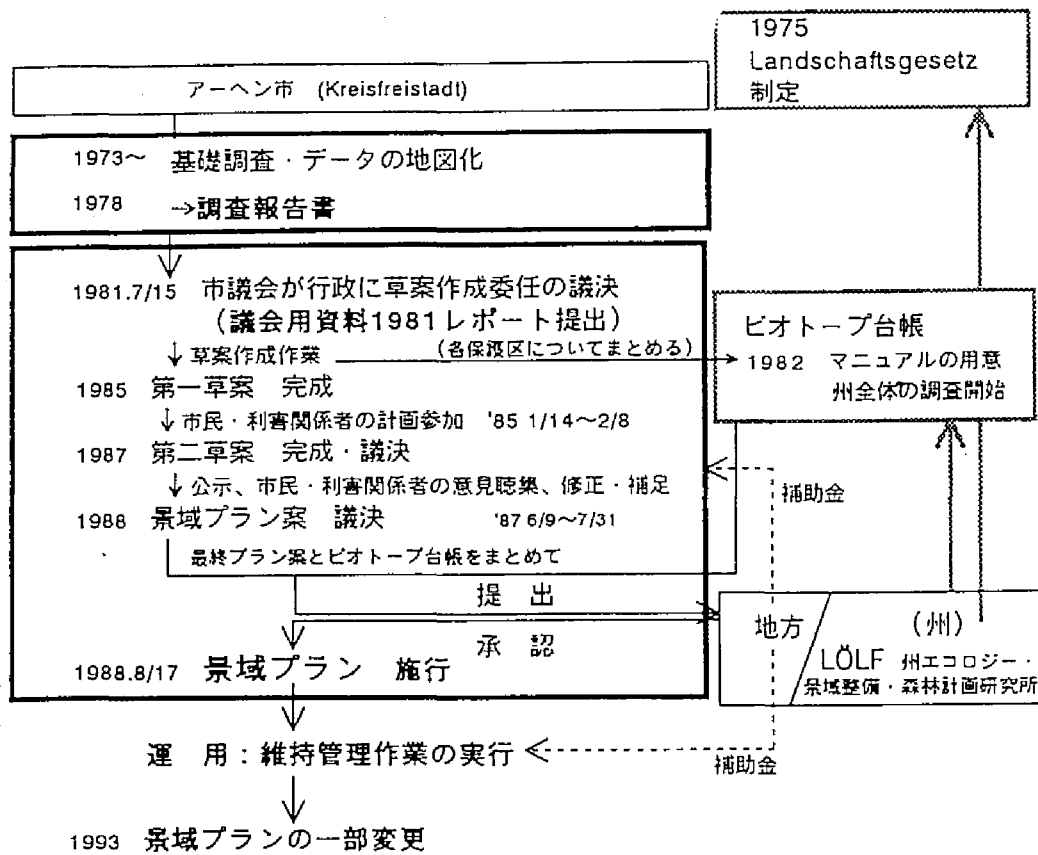 1975
Landschaftsgesetz
制定
アーヘン市 (Kreisfreistadt)
1973～ 基礎調査・データの地図化
1978 →調査報告書
1981.7/15 市議会が行政に草案作成委任の議決
(議会用資料1981レポート提出)
↓草案作成作業 (各保護区についてまとめる)
ビオトープ台帳
1982 マニュアルの用意
州全体の調査開始
1985 第一草案 完成
↓市民・利害関係者の計画参加 '85 1/14～2/8
1987 第二草案 完成・議決
↓公示、市民・利害関係者の意見聴集、修正・補足
補助金
1988 景域プラン案 議決 '87 6/9～7/31
最終プラン案とビオトープ台帳をまとめて
提 出
承 認
地方 (州)
LÖLF 州エコロジー・
景域整備・森林計画研究所
1988.8/17 景域プラン 施行
運 用：維持管理作業の実行
補助金
1993 景域プランの一部変更